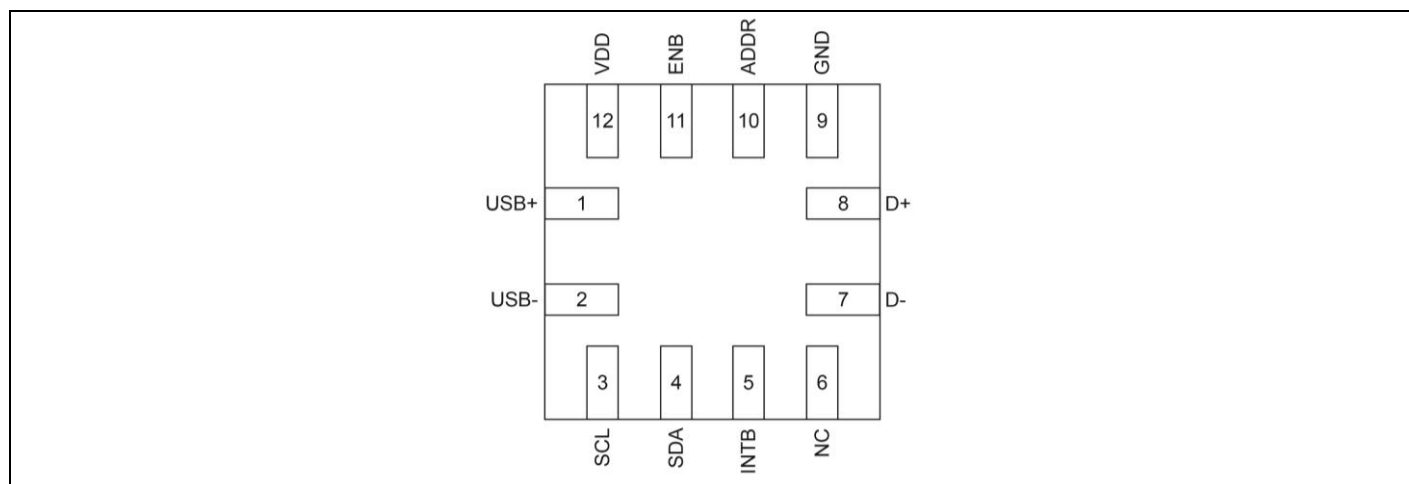 VDD ENB ADDR GND
12 11 10 9
USB+ 1 8 D+
USB- 2 7 D-
3 4 5 6
SCL SDA INTB NC